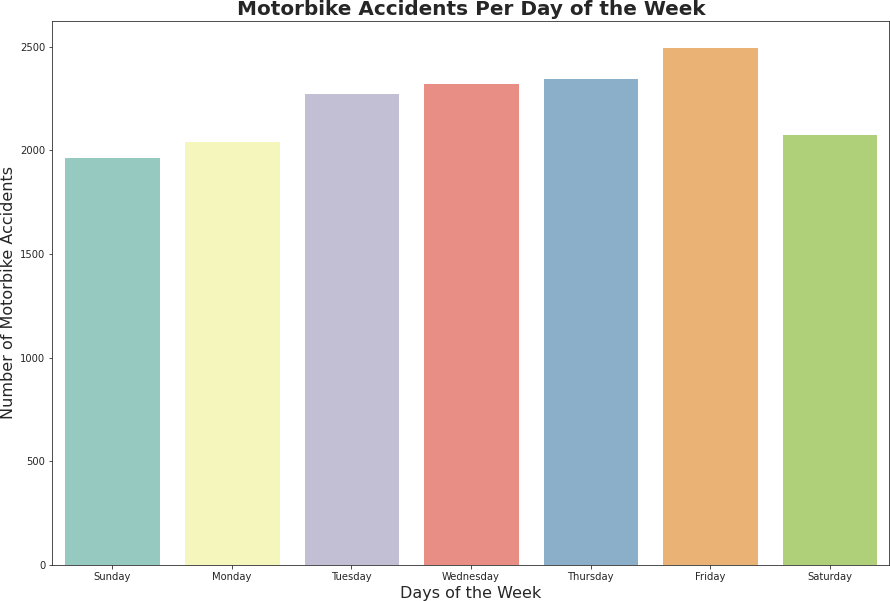 Motorbike Accidents Per Day of the Week
Number of Motorbike Accidents
2500
2000
1500
1000
500
0
Sunday Monday Tuesday Wednesday Thursday Friday Saturday
Days of the Week